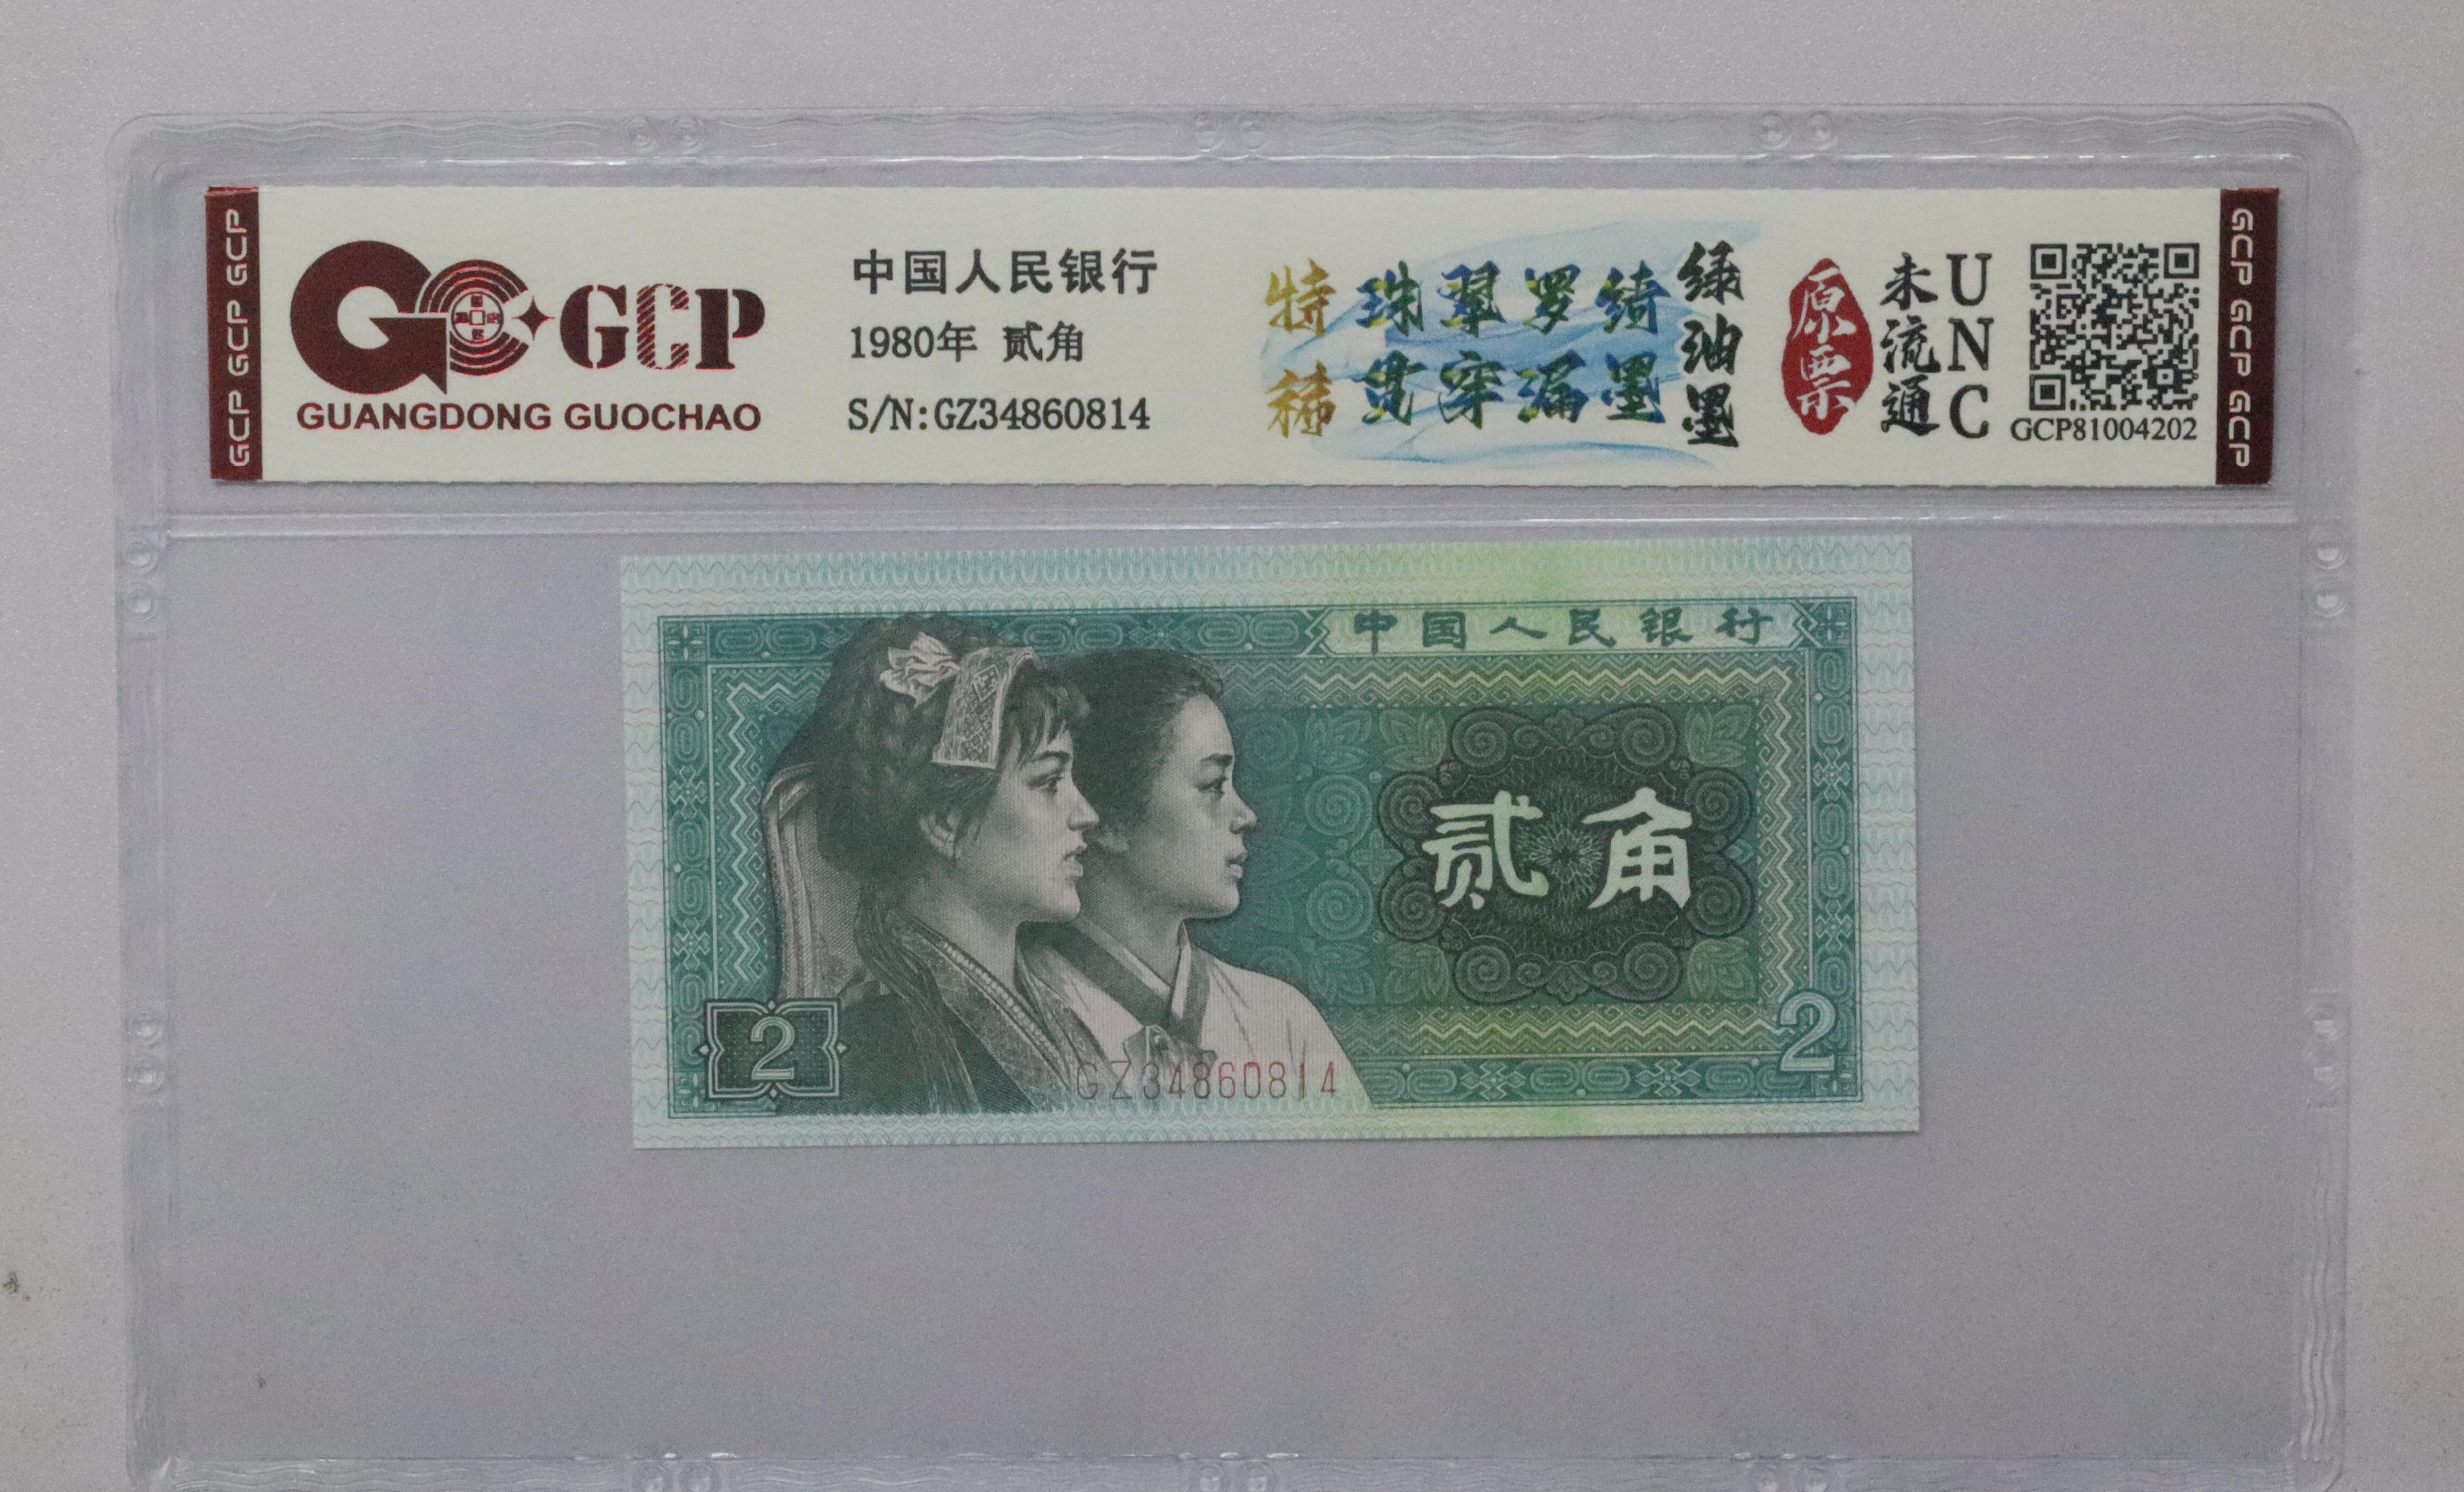 GCP GCP GCP
GCP
GUANGDONG GUOCHAO
中国人民银行
1980年 贰角
S/N:GZ34860814
特稀
珠翠罗绮
贯穿漏墨
绿油墨
原票
未流通
UNC
GCP81004202
GCP GCP GCP
中国人民银行
贰角
2
2
GZ34860814